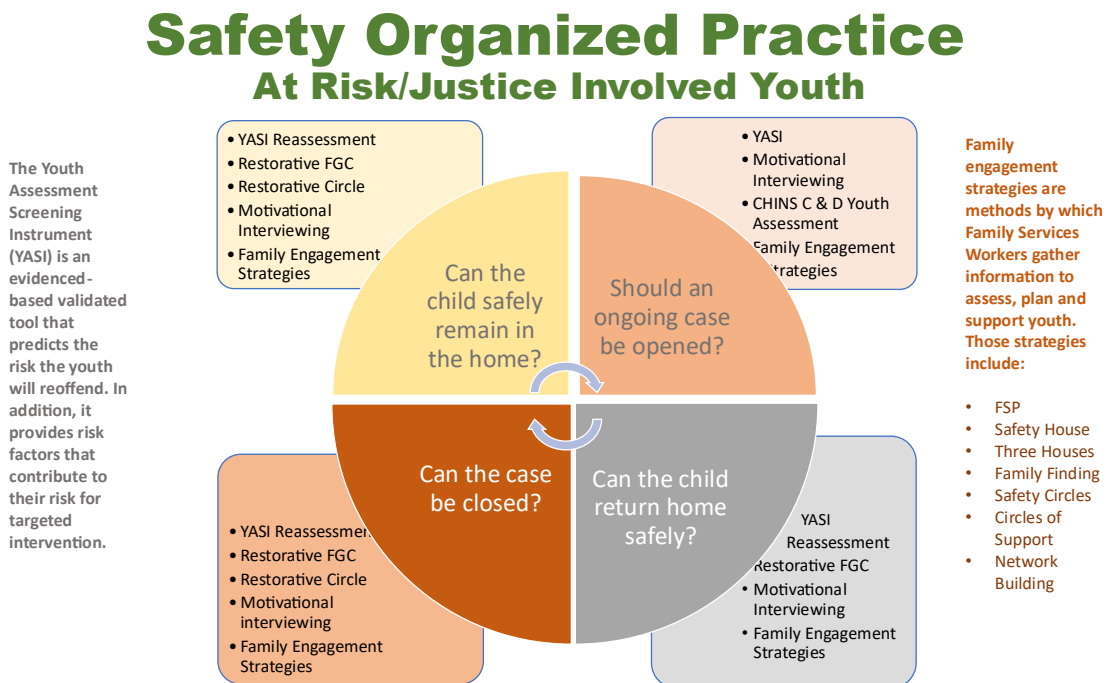 Safety Organized Practice
At Risk/Justice Involved Youth
The Youth
Assessment
Screening
Instrument
(YASI) is an
evidenced-
based validated
tool that
predicts the
risk the youth
will reoffend. In
addition, it
provides risk
factors that
contribute to
their risk for
targeted
intervention.
• YASI Reassessment
• Restorative FGC
• Restorative Circle
• Motivational
Interviewing
• Family Engagement
Strategies
Can the
child safely
remain in
the home?
• YASI
• Motivational
Interviewing
• CHINS C & D Youth
Assessment
Family Engagement
Strategies
Should an
ongoing case
be opened?
• YASI Reassessmen
• Restorative FGC
• Restorative Circle
• Motivational
interviewing
• Family Engagement
Strategies
Can the case
be closed?
Can the child
return home
safely?
YASI
Reassessment
Restorative FGC
• Motivational
Interviewing
• Family Engagement
Strategies
Family
engagement
strategies are
methods by which
Family Services
Workers gather
information to
assess, plan and
support youth.
Those strategies
include:
• FSP
• Safety House
• Three Houses
• Family Finding
• Safety Circles
• Circles of
Support
• Network
Building